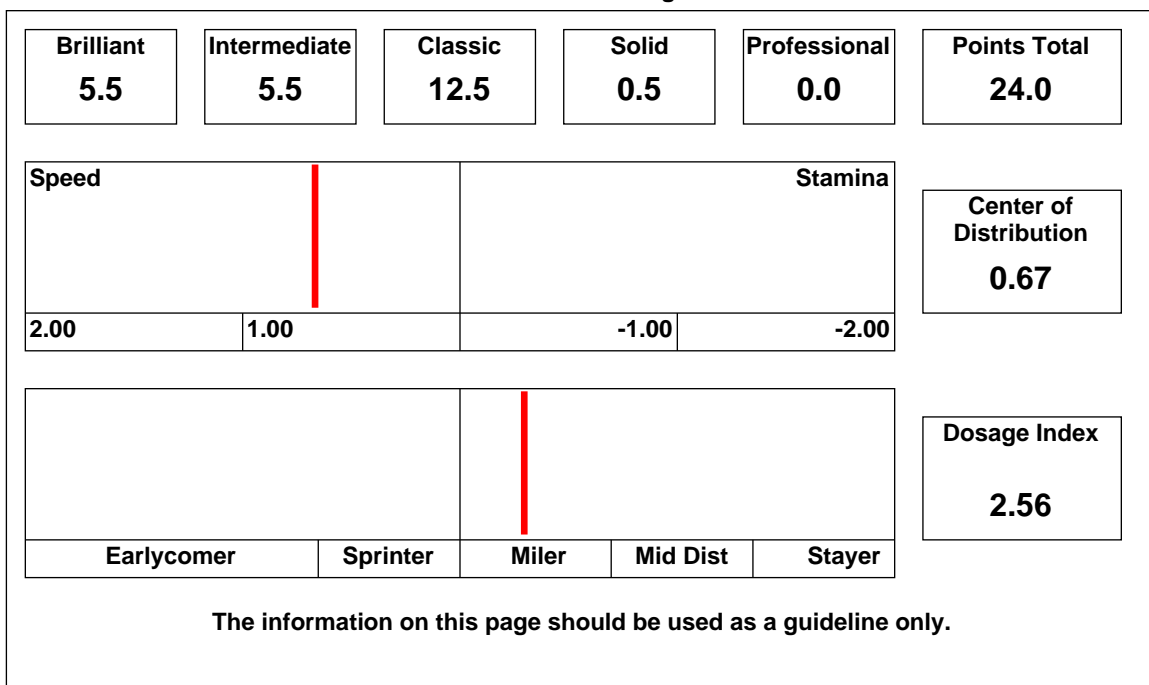 Brilliant Intermediate Classic Solid Professional Points Total
5.5 5.5 12.5 0.5 0.0 24.0
Speed Stamina
Center of
Distribution
0.67
2.00 1.00 -1.00 -2.00
Dosage Index
2.56
Earlycomer Sprinter Miler Mid Dist Stayer
The information on this page should be used as a guideline only.